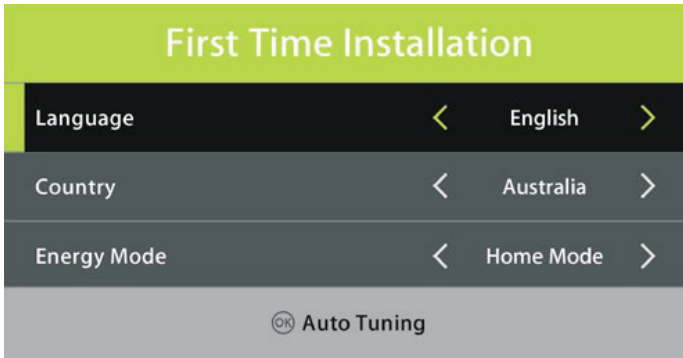 First Time Installation
Language < English >
Country < Australia >
Energy Mode < Home Mode >
OK Auto Tuning